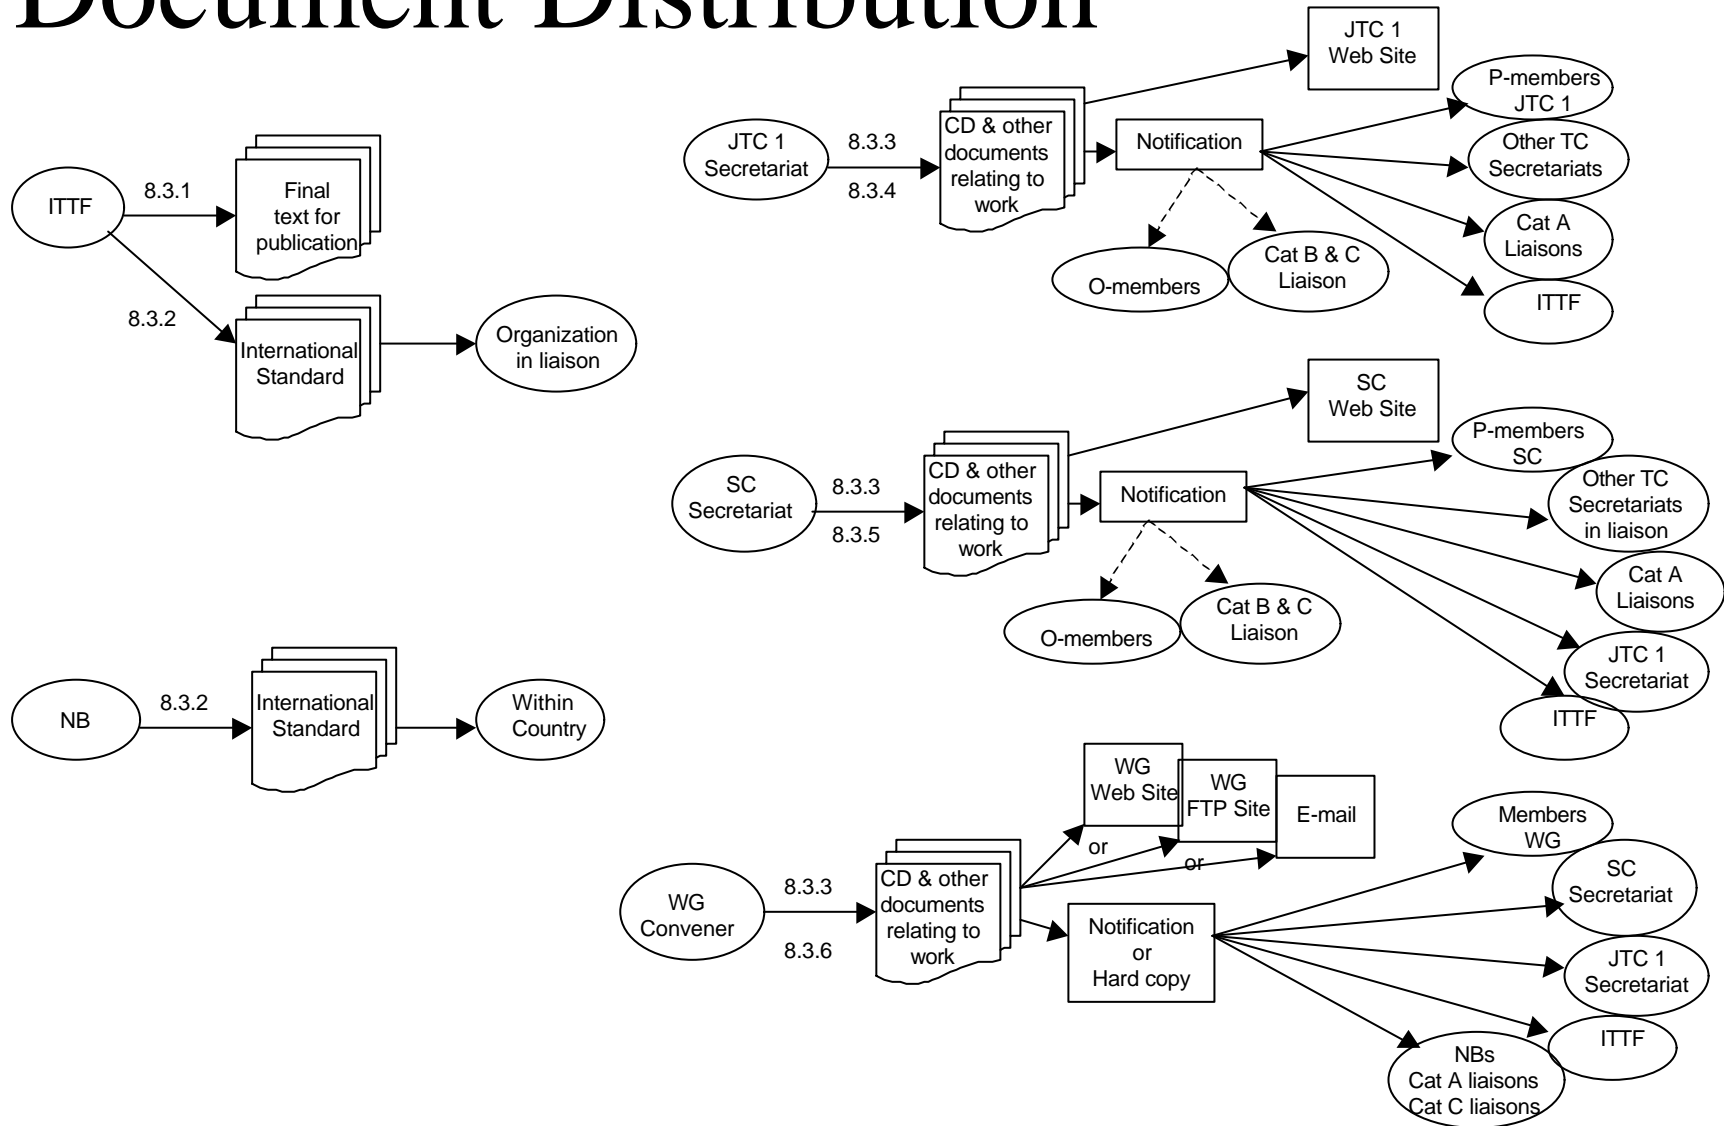 Document Distribution
ITTF
8.3.1
Final
text for
publication
8.3.2
International
Standard
Organization
in liaison
NB
8.3.2
International
Standard
Within
Country
JTC 1
Secretariat
8.3.3
8.3.4
CD & other
documents
relating to
work
Notification
JTC 1
Web Site
P-members
JTC 1
Other TC
Secretariats
Cat A
Liaisons
ITTF
O-members
Cat B & C
Liaison
SC
Secretariat
8.3.3
8.3.5
CD & other
documents
relating to
work
Notification
SC
Web Site
P-members
SC
Other TC
Secretariats
in liaison
Cat A
Liaisons
JTC 1
Secretariat
ITTF
O-members
Cat B & C
Liaison
WG
Convener
8.3.3
8.3.6
CD & other
documents
relating to
work
WG
Web Site
or
WG
FTP Site
or
E-mail
Notification
or
Hard copy
Members
WG
SC
Secretariat
JTC 1
Secretariat
ITTF
NBs
Cat A liaisons
Cat C liaisons